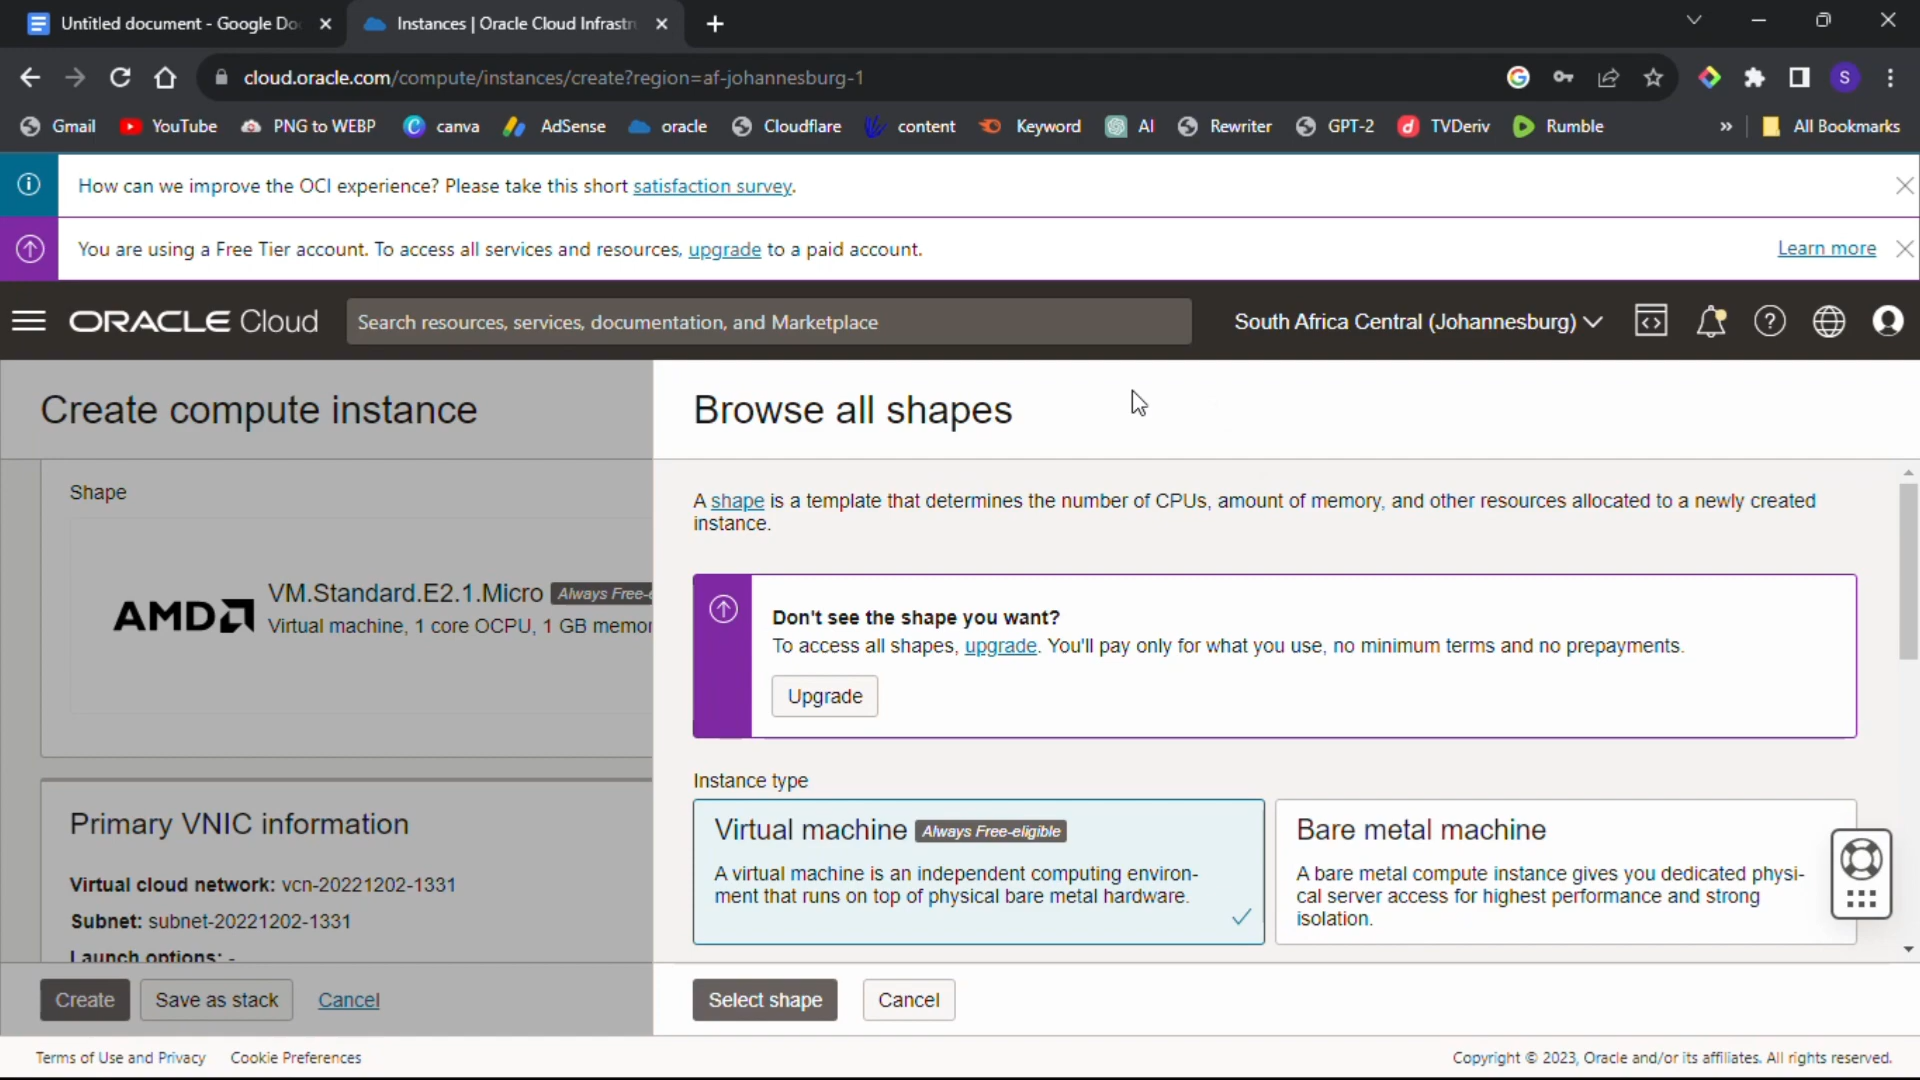 Untitled document - Google Do
Instances | Oracle Cloud Infrastr
cloud.oracle.com/compute/instances/create?region=af-johannesburg-1
S
Gmail
YouTube
PNG to WEBP
canva
AdSense
oracle
Cloudflare
content
Keyword
AI
Rewriter
GPT-2
TVDeriv
Rumble
»
All Bookmarks
How can we improve the OCI experience? Please take this short satisfaction survey.
You are using a Free Tier account. To access all services and resources, upgrade to a paid account.
Learn more
ORACLE Cloud
Search resources, services, documentation, and Marketplace
South Africa Central (Johannesburg)
Create compute instance
Shape
AMD
VM.Standard.E2.1.Micro
Always Free-e
Virtual machine, 1 core OCPU, 1 GB memor
Primary VNIC information
Virtual cloud network: vcn-20221202-1331
Subnet: subnet-20221202-1331
Launch options: -
Create
Save as stack
Cancel
Browse all shapes
A shape is a template that determines the number of CPUs, amount of memory, and other resources allocated to a newly created
instance.
Don't see the shape you want?
To access all shapes, upgrade. You'll pay only for what you use, no minimum terms and no prepayments.
Upgrade
Instance type
Virtual machine
Always Free-eligible
A virtual machine is an independent computing environ-
ment that runs on top of physical bare metal hardware.
Bare metal machine
A bare metal compute instance gives you dedicated physi-
cal server access for highest performance and strong
isolation.
Select shape
Cancel
Terms of Use and Privacy
Cookie Preferences
Copyright © 2023, Oracle and/or its affiliates. All rights reserved.